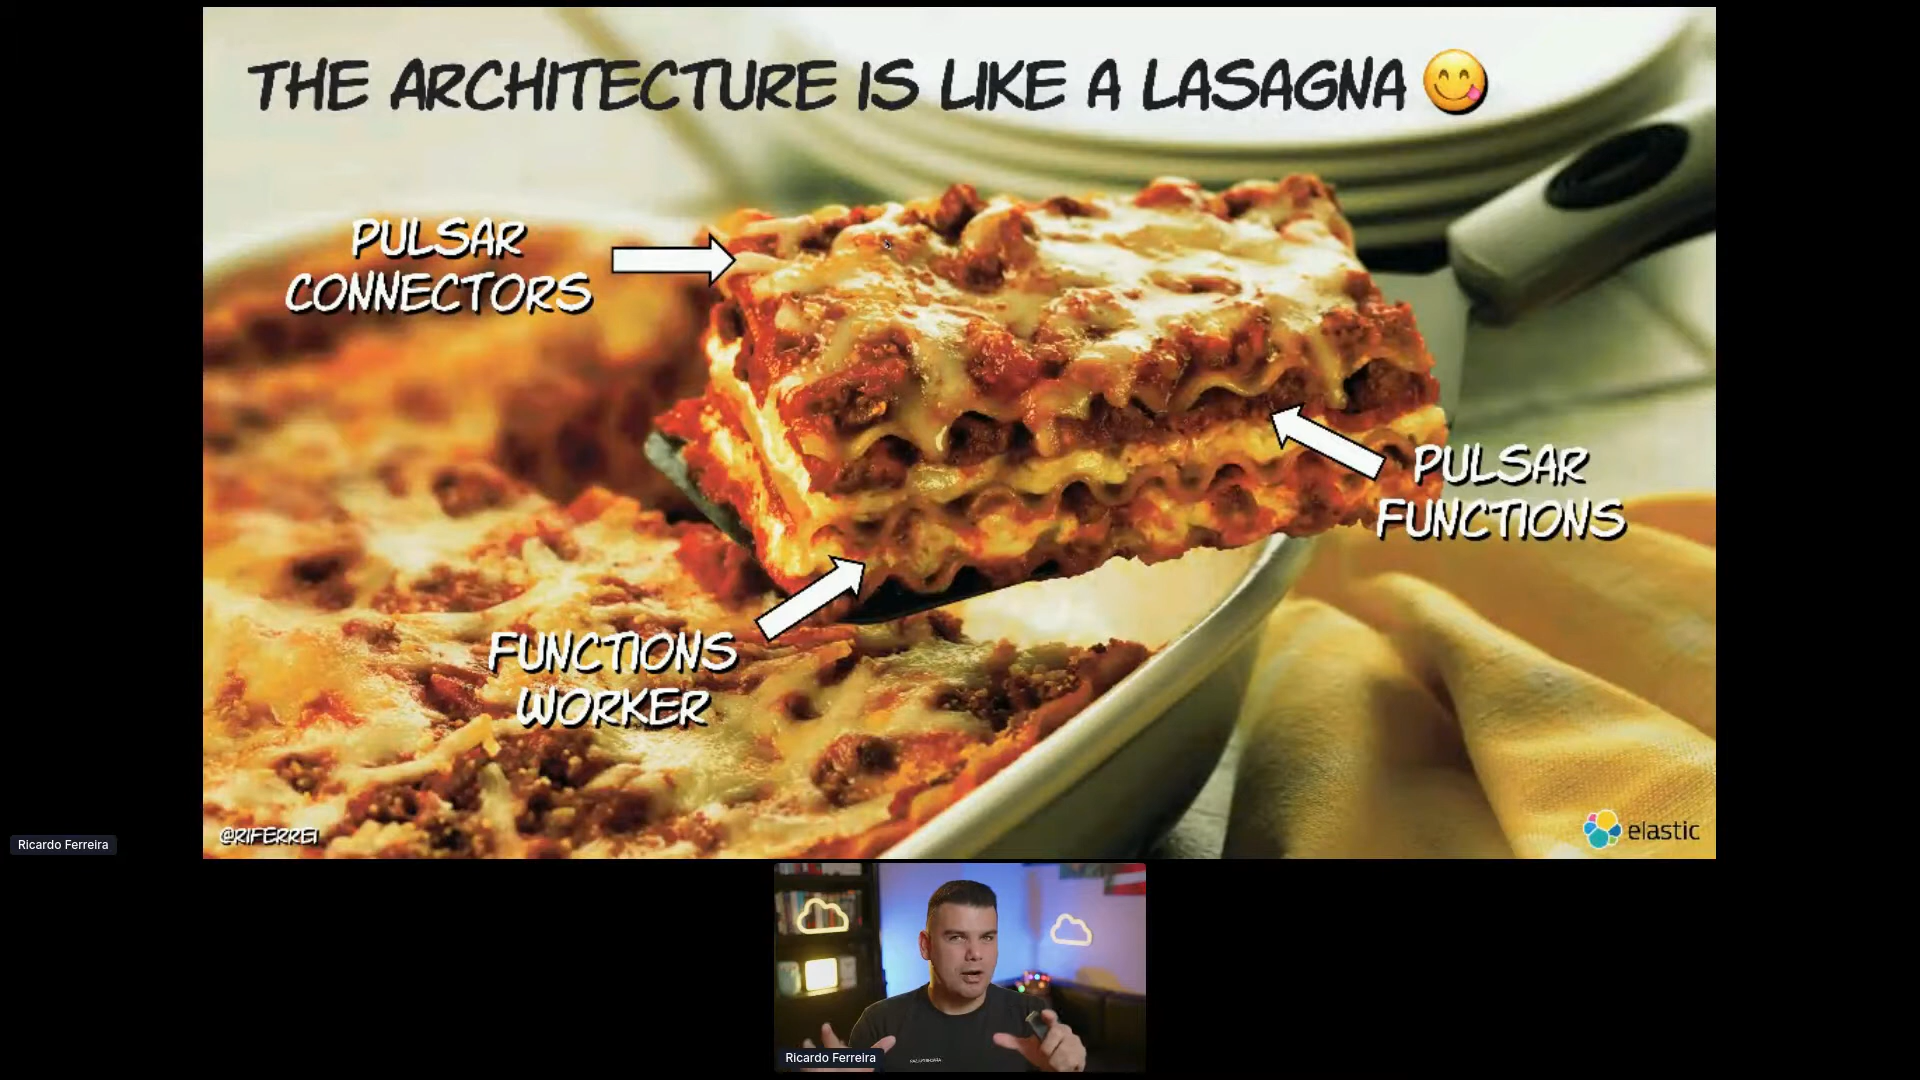 THE ARCHITECTURE IS LIKE A LASAGNA 😋
PULSAR
CONNECTORS
PULSAR
FUNCTIONS
FUNCTIONS
WORKER
@RIFERREI
elastic
Ricardo Ferreira
Ricardo Ferreira